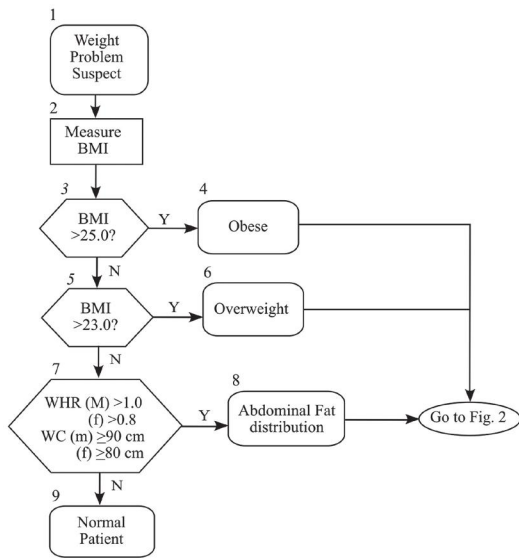 1
Weight
Problem
Suspect
2
Measure
BMI
3
BMI
>25.0?
Y
4
Obese
N
5
BMI
>23.0?
Y
6
Overweight
N
7
WHR (M) >1.0
(f) >0.8
WC (m) ≥90 cm
(f) ≥80 cm
Y
8
Abdominal Fat
distribution
Go to Fig. 2
N
9
Normal
Patient